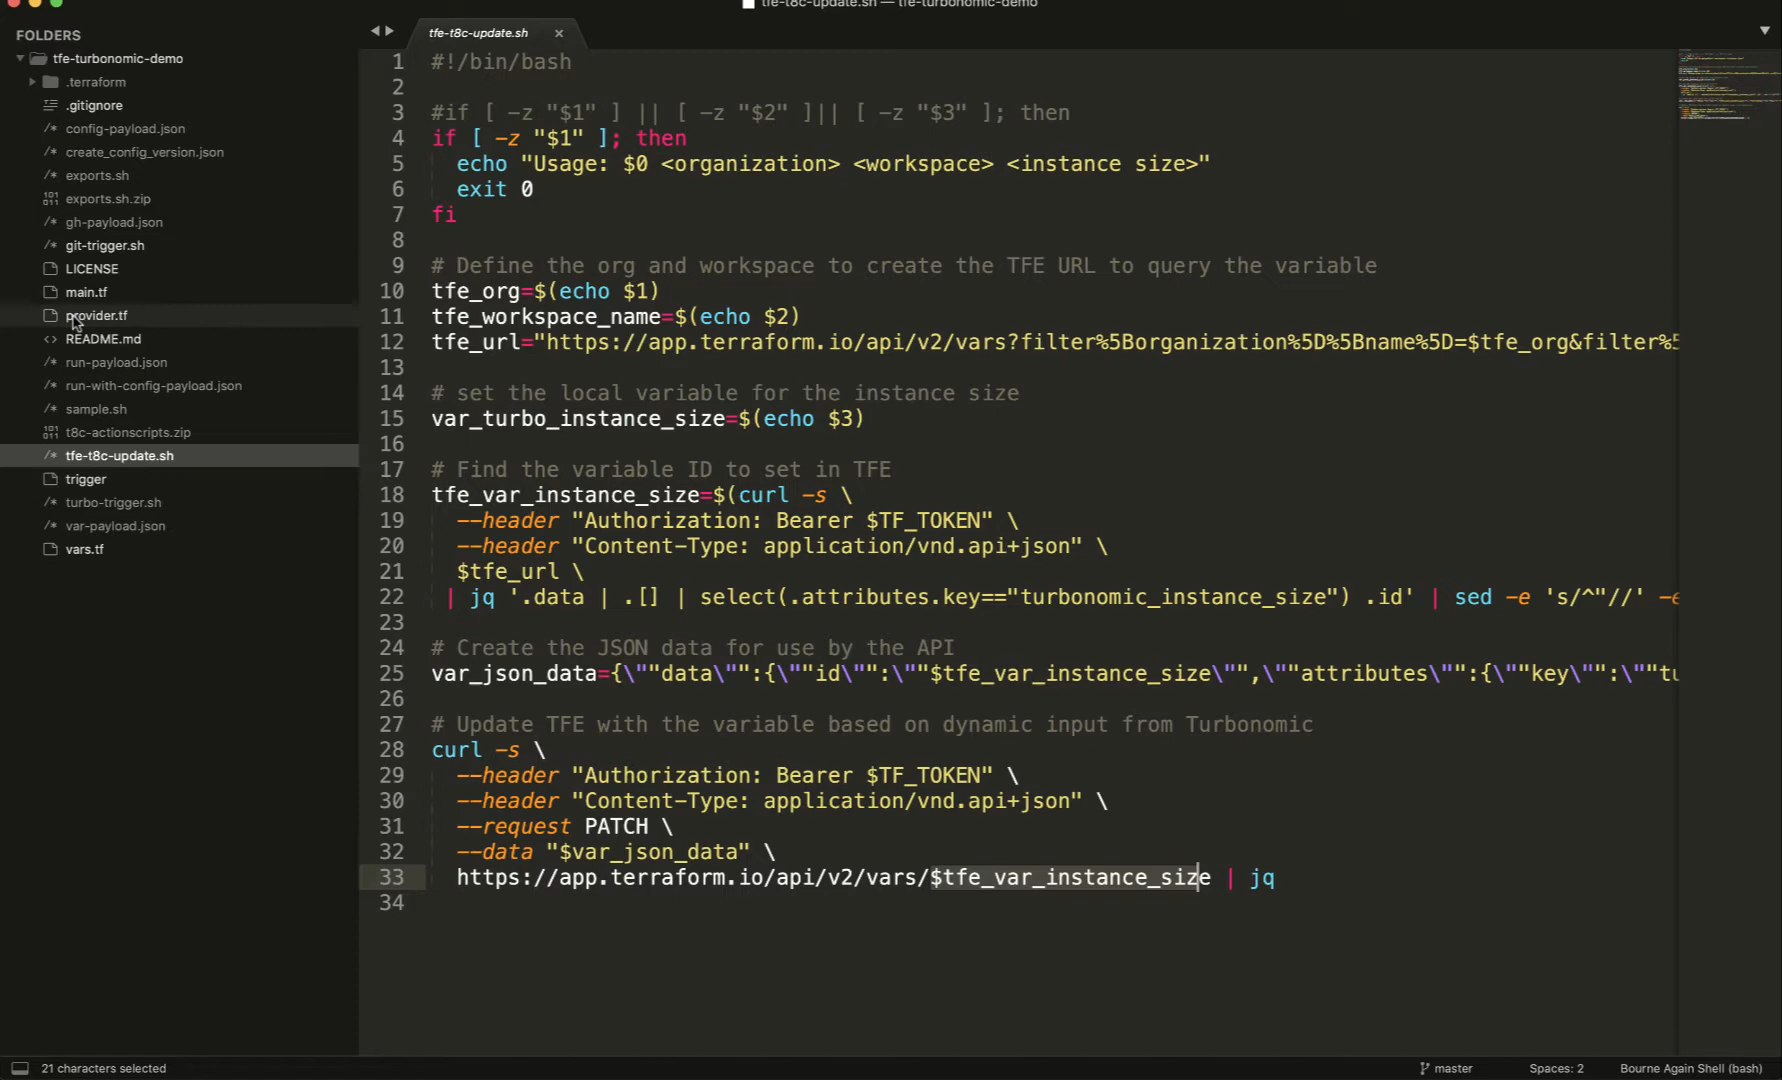 tfe-t8c-update.sh — tfe-turbonomic-demo
FOLDERS
tfe-turbonomic-demo
.terraform
.gitignore
config-payload.json
create_config_version.json
exports.sh
exports.sh.zip
gh-payload.json
git-trigger.sh
LICENSE
main.tf
provider.tf
README.md
run-payload.json
run-with-config-payload.json
sample.sh
t8c-actionscripts.zip
tfe-t8c-update.sh
trigger
turbo-trigger.sh
var-payload.json
vars.tf
tfe-t8c-update.sh ×
1 #!/bin/bash
2
3 #if [ -z "$1" ] || [ -z "$2" ]|| [ -z "$3" ]; then
4 if [ -z "$1" ]; then
5 echo "Usage: $0 <organization> <workspace> <instance size>"
6 exit 0
7 fi
8
9 # Define the org and workspace to create the TFE URL to query the variable
10 tfe_org=$(echo $1)
11 tfe_workspace_name=$(echo $2)
12 tfe_url="https://app.terraform.io/api/v2/vars?filter%5Borganization%5D%5Bname%5D=$tfe_org&filter%5
13
14 # set the local variable for the instance size
15 var_turbo_instance_size=$(echo $3)
16
17 # Find the variable ID to set in TFE
18 tfe_var_instance_size=$(curl -s \
19 --header "Authorization: Bearer $TF_TOKEN" \
20 --header "Content-Type: application/vnd.api+json" \
21 $tfe_url \
22 | jq '.data | .[] | select(.attributes.key=="turbonomic_instance_size") .id' | sed -e 's/^"//' -e
23
24 # Create the JSON data for use by the API
25 var_json_data={\""data\"":{\""id\"":\""$tfe_var_instance_size\"",\""attributes\"":{\""key\"":\""tu
26
27 # Update TFE with the variable based on dynamic input from Turbonomic
28 curl -s \
29 --header "Authorization: Bearer $TF_TOKEN" \
30 --header "Content-Type: application/vnd.api+json" \
31 --request PATCH \
32 --data "$var_json_data" \
33 https://app.terraform.io/api/v2/vars/$tfe_var_instance_size | jq
34
21 characters selected
master
Spaces: 2
Bourne Again Shell (bash)